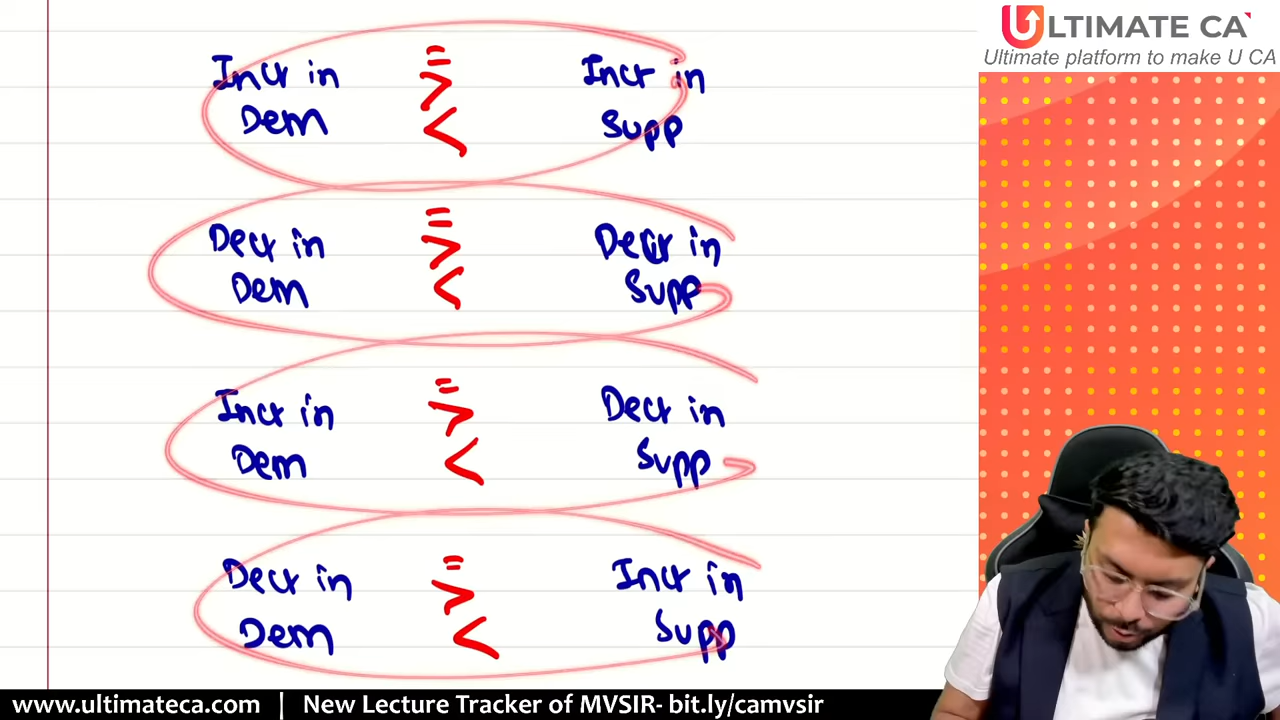 ULTIMATE CA
Ultimate platform to make U CA
Incr in = Incr in
Dem > < Supp
Decr in = Decr in
Dem > < Supp
Incr in = Decr in
Dem > < Supp
Decr in = Incr in
Dem > < Supp
www.ultimateca.com | New Lecture Tracker of MVSIR- bit.ly/camvsir